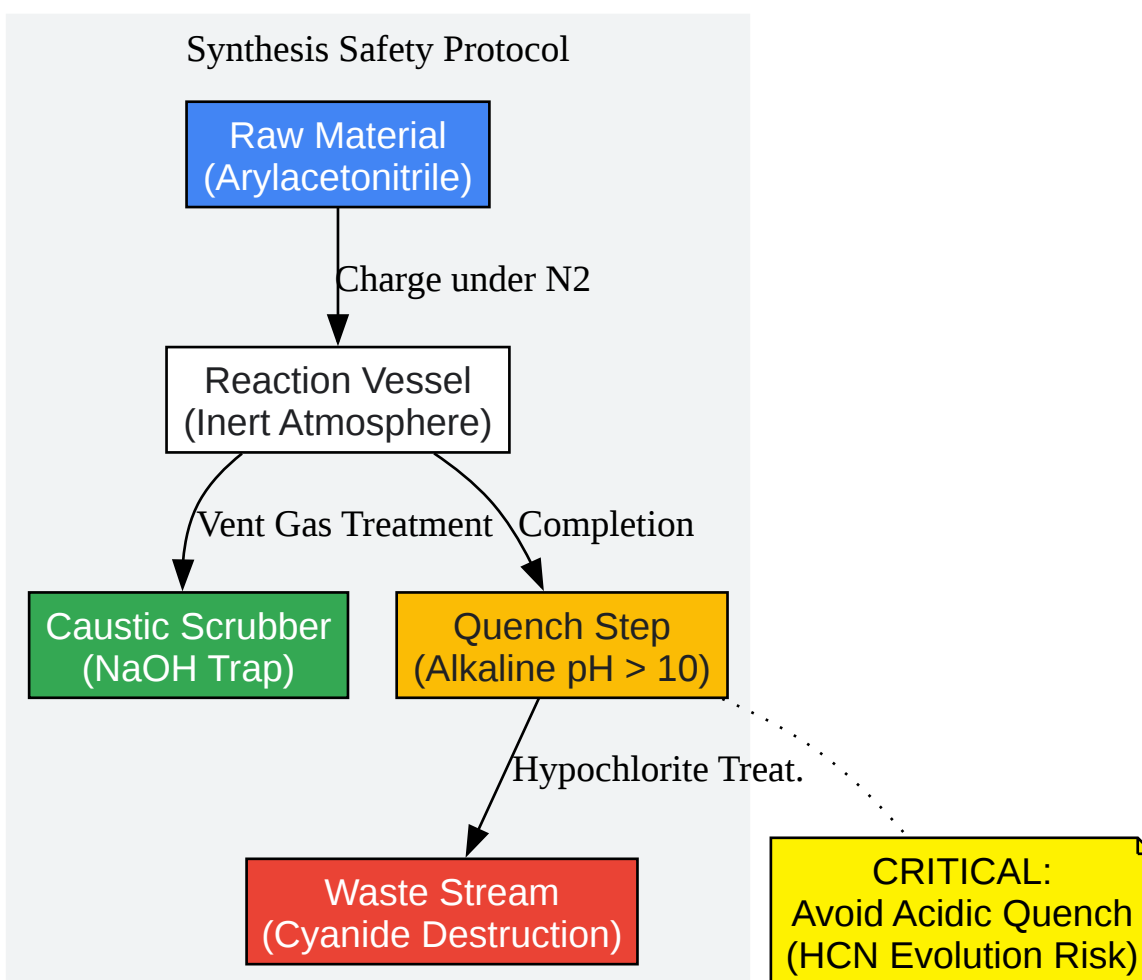 Synthesis Safety Protocol
Raw Material
(Arylacetonitrile)
Charge under N2
Reaction Vessel
(Inert Atmosphere)
Vent Gas Treatment
Completion
Caustic Scrubber
(NaOH Trap)
Quench Step
(Alkaline pH > 10)
Hypochlorite Treat.
Waste Stream
(Cyanide Destruction)
CRITICAL:
Avoid Acidic Quench
(HCN Evolution Risk)